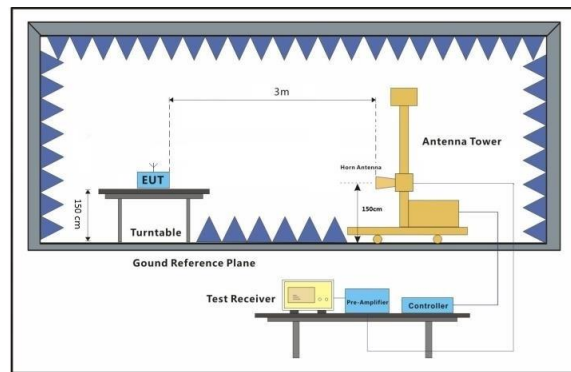 3m
Antenna Tower
Horn Antenna
EUT
150 cm
150cm
Turntable
Gound Reference Plane
Test Receiver
Pre-Amplifier
Controller